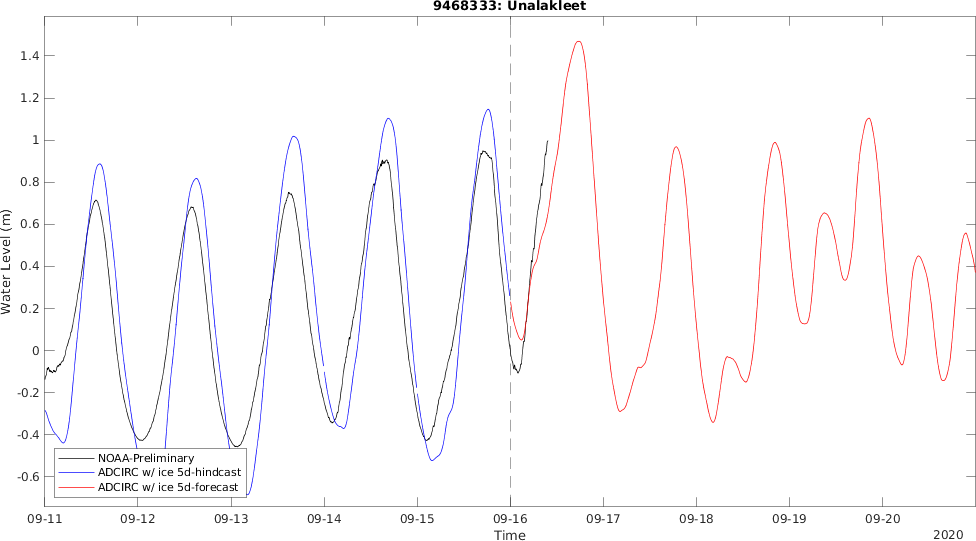 9468333: Unalakleet
Water Level (m)
1.4
1.2
1
0.8
0.6
0.4
0.2
0
-0.2
-0.4
-0.6
NOAA-Preliminary
ADCIRC w/ ice 5d-hindcast
ADCIRC w/ ice 5d-forecast
09-11 09-12 09-13 09-14 09-15 09-16 09-17 09-18 09-19 09-20
Time
2020